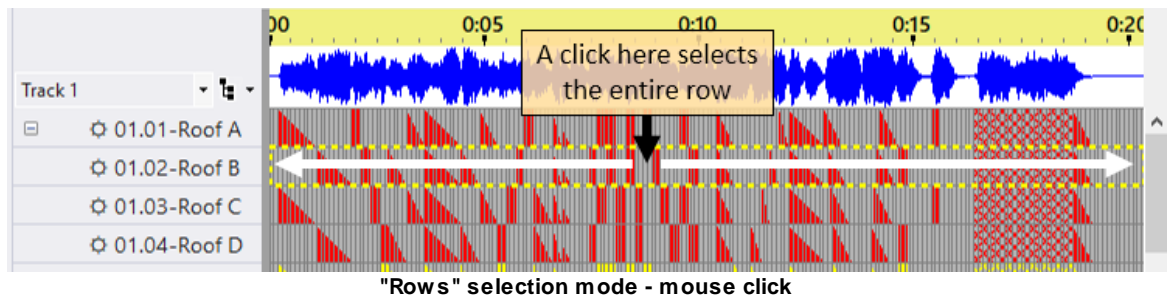 00 0:05 0:10 0:15 0:20
A click here selects
the entire row
Track 1
01.01-Roof A
01.02-Roof B
01.03-Roof C
01.04-Roof D
"Rows" selection mode - mouse click